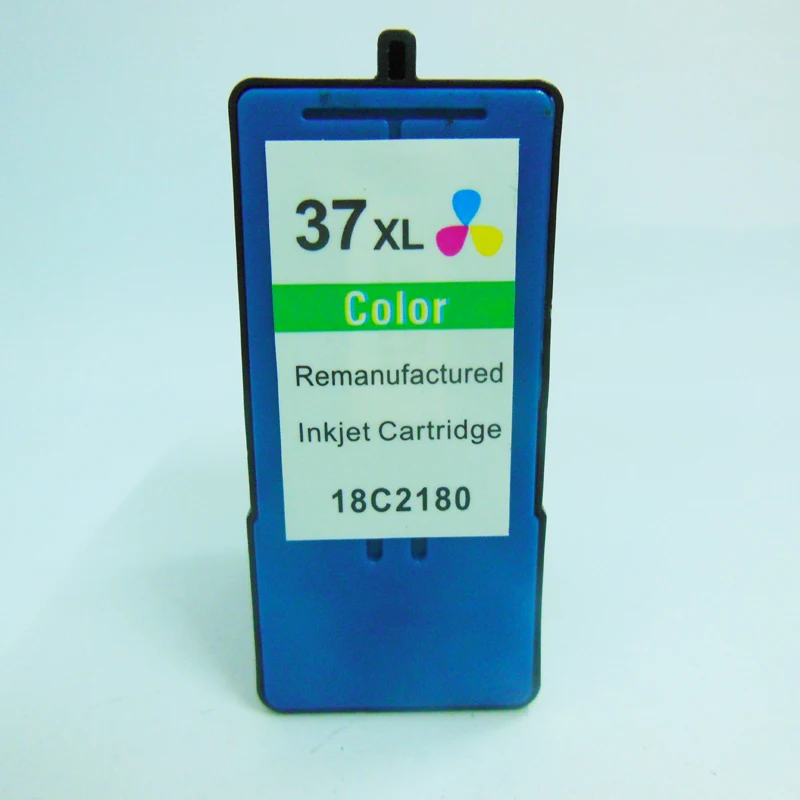 37XL
Color
Remanufactured
Inkjet Cartridge
18C2180